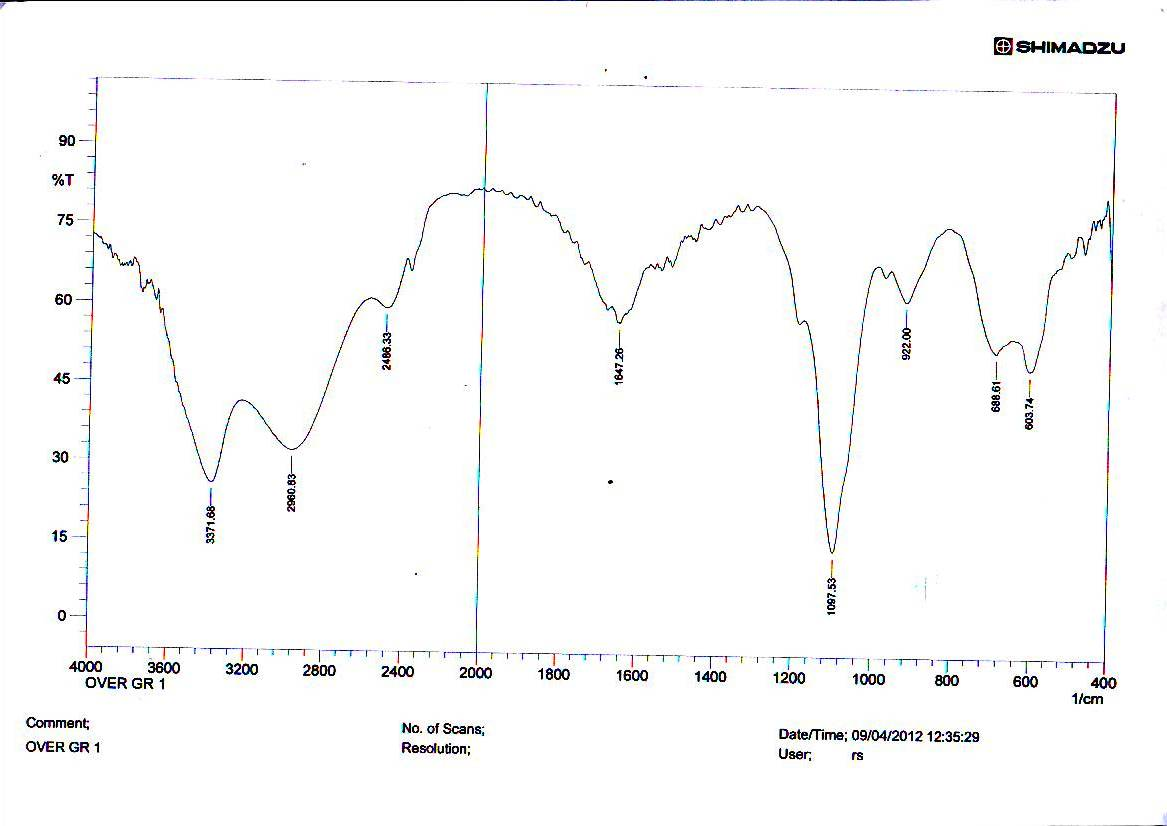 SHIMADZU
90
%T
75
60
45
30
15
0
3371.68
2960.83
2486.33
1647.26
1097.53
922.00
688.61
603.74
4000 3600 3200 2800 2400 2000 1800 1600 1400 1200 1000 800 600 400
OVER GR 1
1/cm
Comment;
OVER GR 1
No. of Scans;
Resolution;
Date/Time; 09/04/2012 12:35:29
User; rs